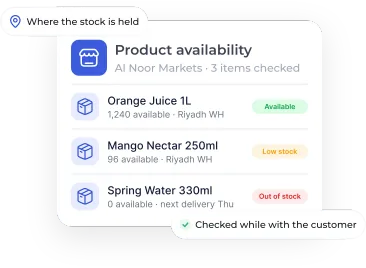 Where the stock is held
Product availability
Al Noor Markets · 3 items checked
Orange Juice 1L
1,240 available · Riyadh WH
Available
Mango Nectar 250ml
96 available · Riyadh WH
Low stock
Spring Water 330ml
0 available · next delivery Thu
Out of stock
Checked while with the customer